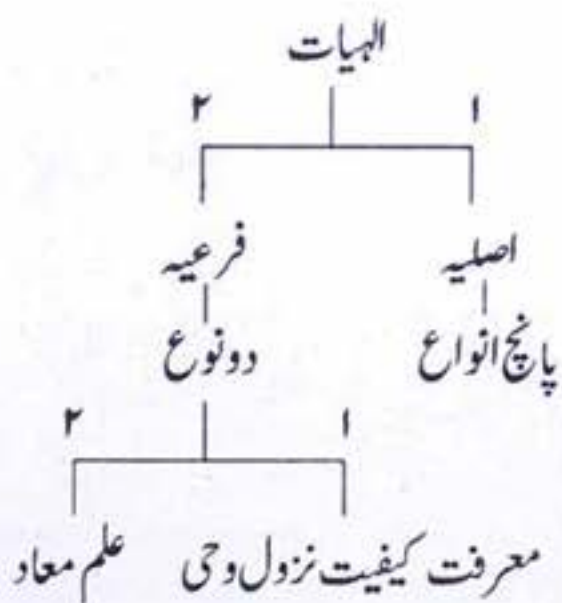 الہیات
۱ ۲
اصلیہ فرعیہ
پانچ انواع دو نوع
۱ ۲
معرفت کیفیت نزول وحی علم معاد